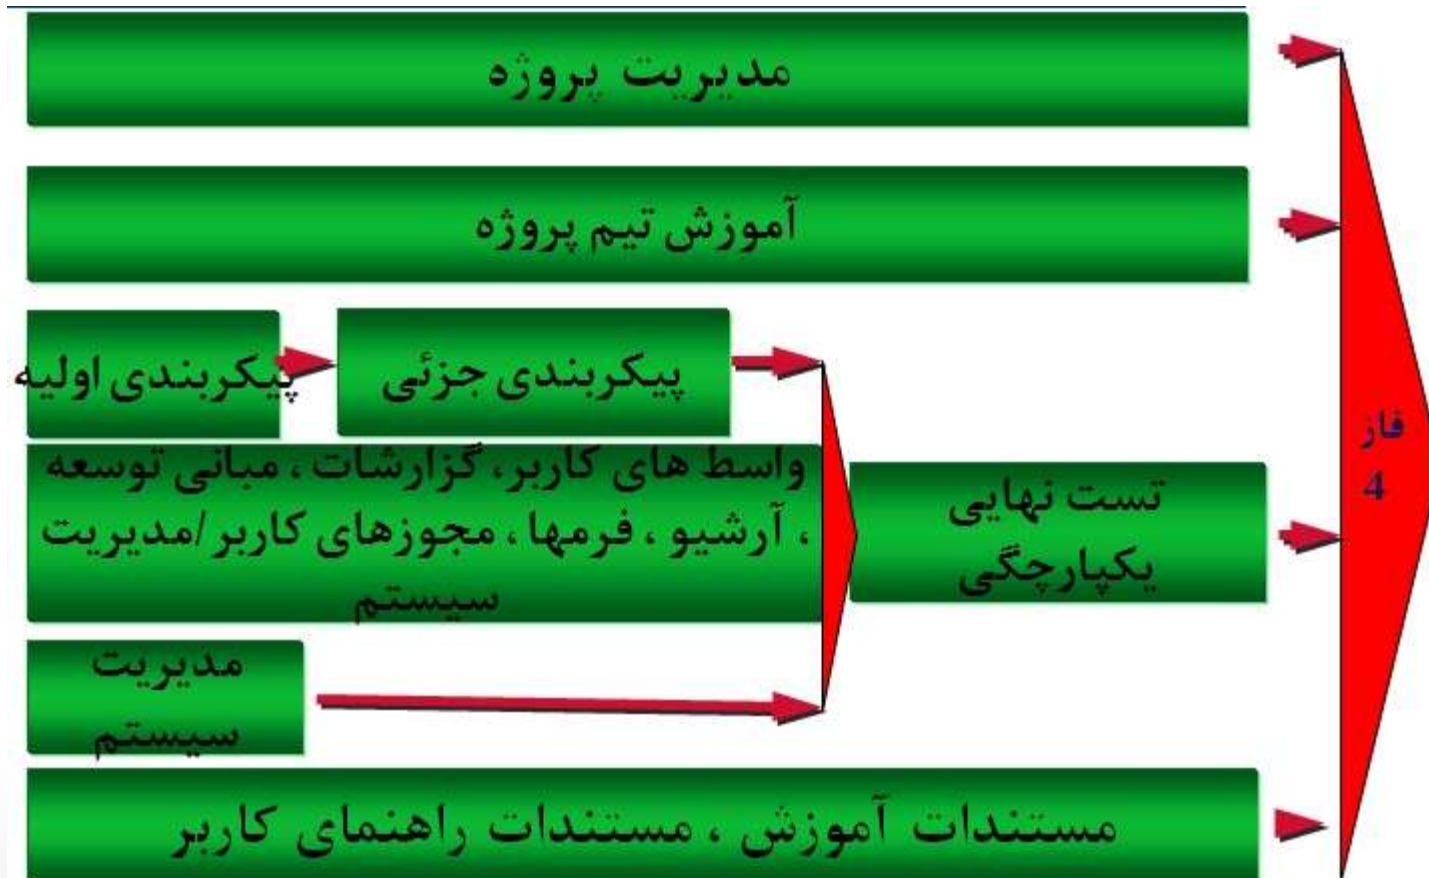 مدیریت پروژه
آموزش تیم پروژه
پیکربندی اولیه
پیکربندی جزئی
واسط های کاربر، گزارشات ، مبانی توسعه
، آرشیو ، فرمها ، مجوزهای کاربر/مدیریت
سیستم
مدیریت
سیستم
تست نهایی
یکپارچگی
مستندات آموزش ، مستندات راهنمای کاربر
فاز
4